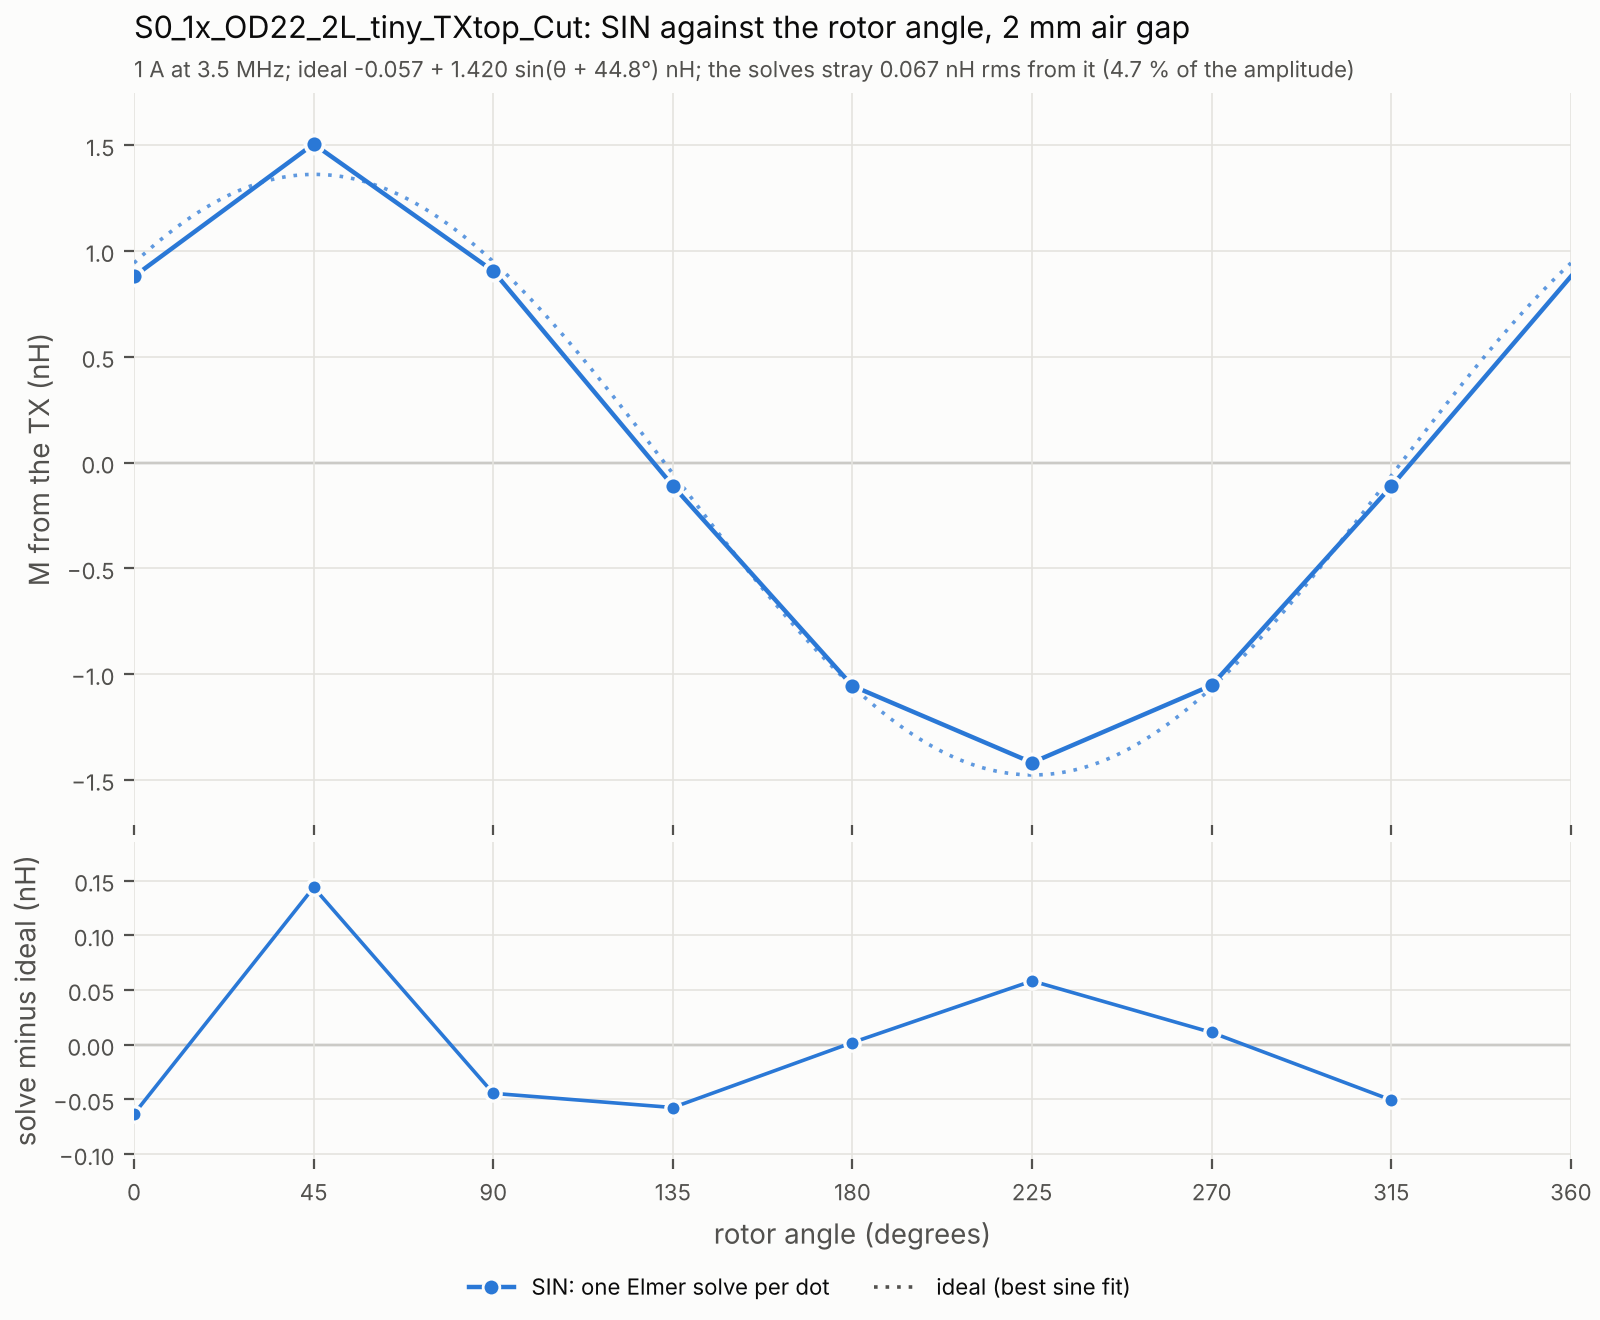 S0_1x_OD22_2L_tiny_TXtop_Cut: SIN against the rotor angle, 2 mm air gap
1 A at 3.5 MHz; ideal -0.057 + 1.420 sin(θ + 44.8°) nH; the solves stray 0.067 nH rms from it (4.7 % of the amplitude)
M from the TX (nH)
1.5
1.0
0.5
0.0
−0.5
−1.0
−1.5
solve minus ideal (nH)
0.15
0.10
0.05
0.00
−0.05
−0.10
0 45 90 135 180 225 270 315 360
rotor angle (degrees)
SIN: one Elmer solve per dot
ideal (best sine fit)